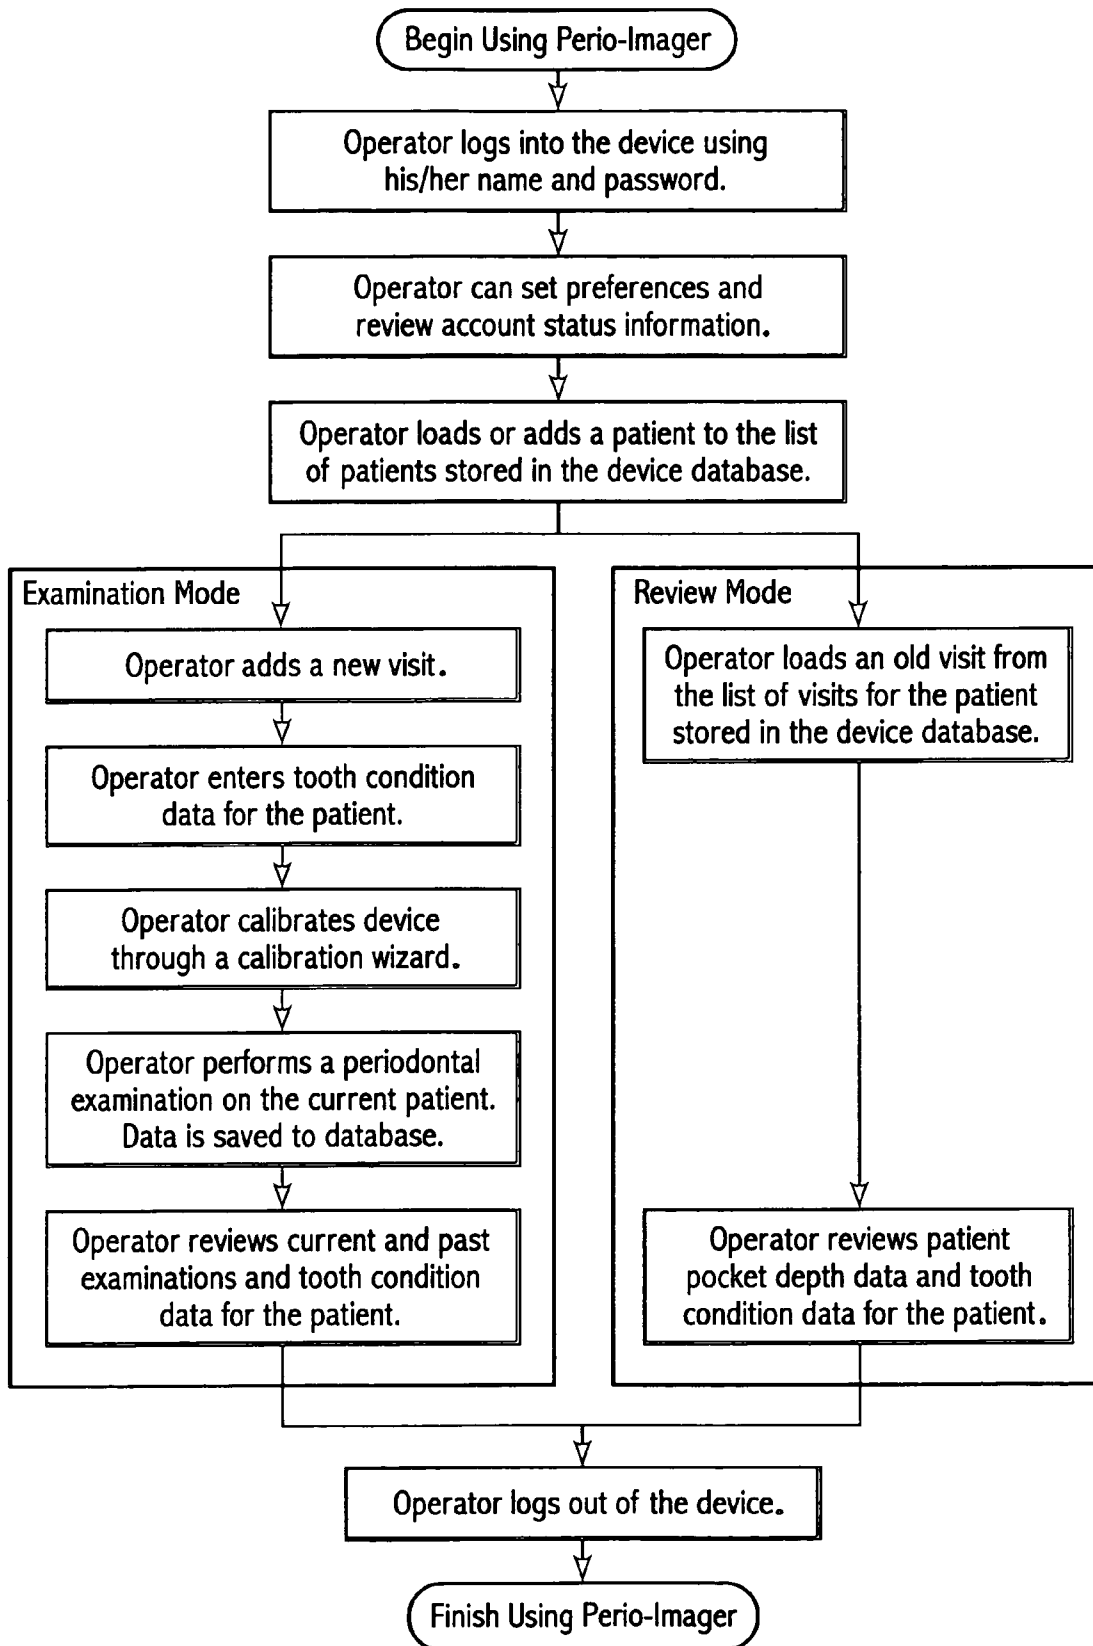 Begin Using Perio-Imager
Operator logs into the device using
his/her name and password.
Operator can set preferences and
review account status information.
Operator loads or adds a patient to the list
of patients stored in the device database.
Examination Mode
Operator adds a new visit.
Operator enters tooth condition
data for the patient.
Operator calibrates device
through a calibration wizard.
Operator performs a periodontal
examination on the current patient.
Data is saved to database.
Operator reviews current and past
examinations and tooth condition
data for the patient.
Review Mode
Operator loads an old visit from
the list of visits for the patient
stored in the device database.
Operator reviews patient
pocket depth data and tooth
condition data for the patient.
Operator logs out of the device.
Finish Using Perio-Imager